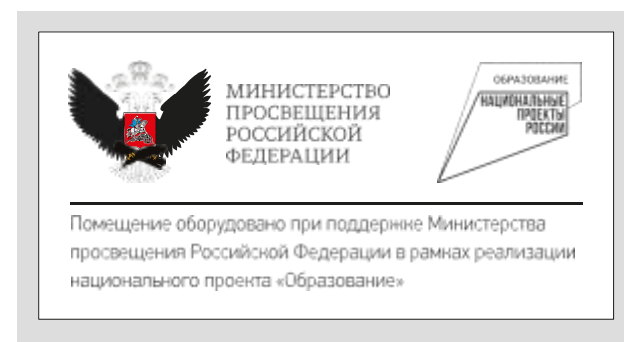 МИНИСТЕРСТВО
ПРОСВЕЩЕНИЯ
РОССИЙСКОЙ
ФЕДЕРАЦИИ
ОБРАЗОВАНИЕ
НАЦИОНАЛЬНЫЕ
ПРОЕКТЫ
РОССИИ
Помещение оборудовано при поддержке Министерства
просвещения Российской Федерации в рамках реализации
национального проекта «Образование»